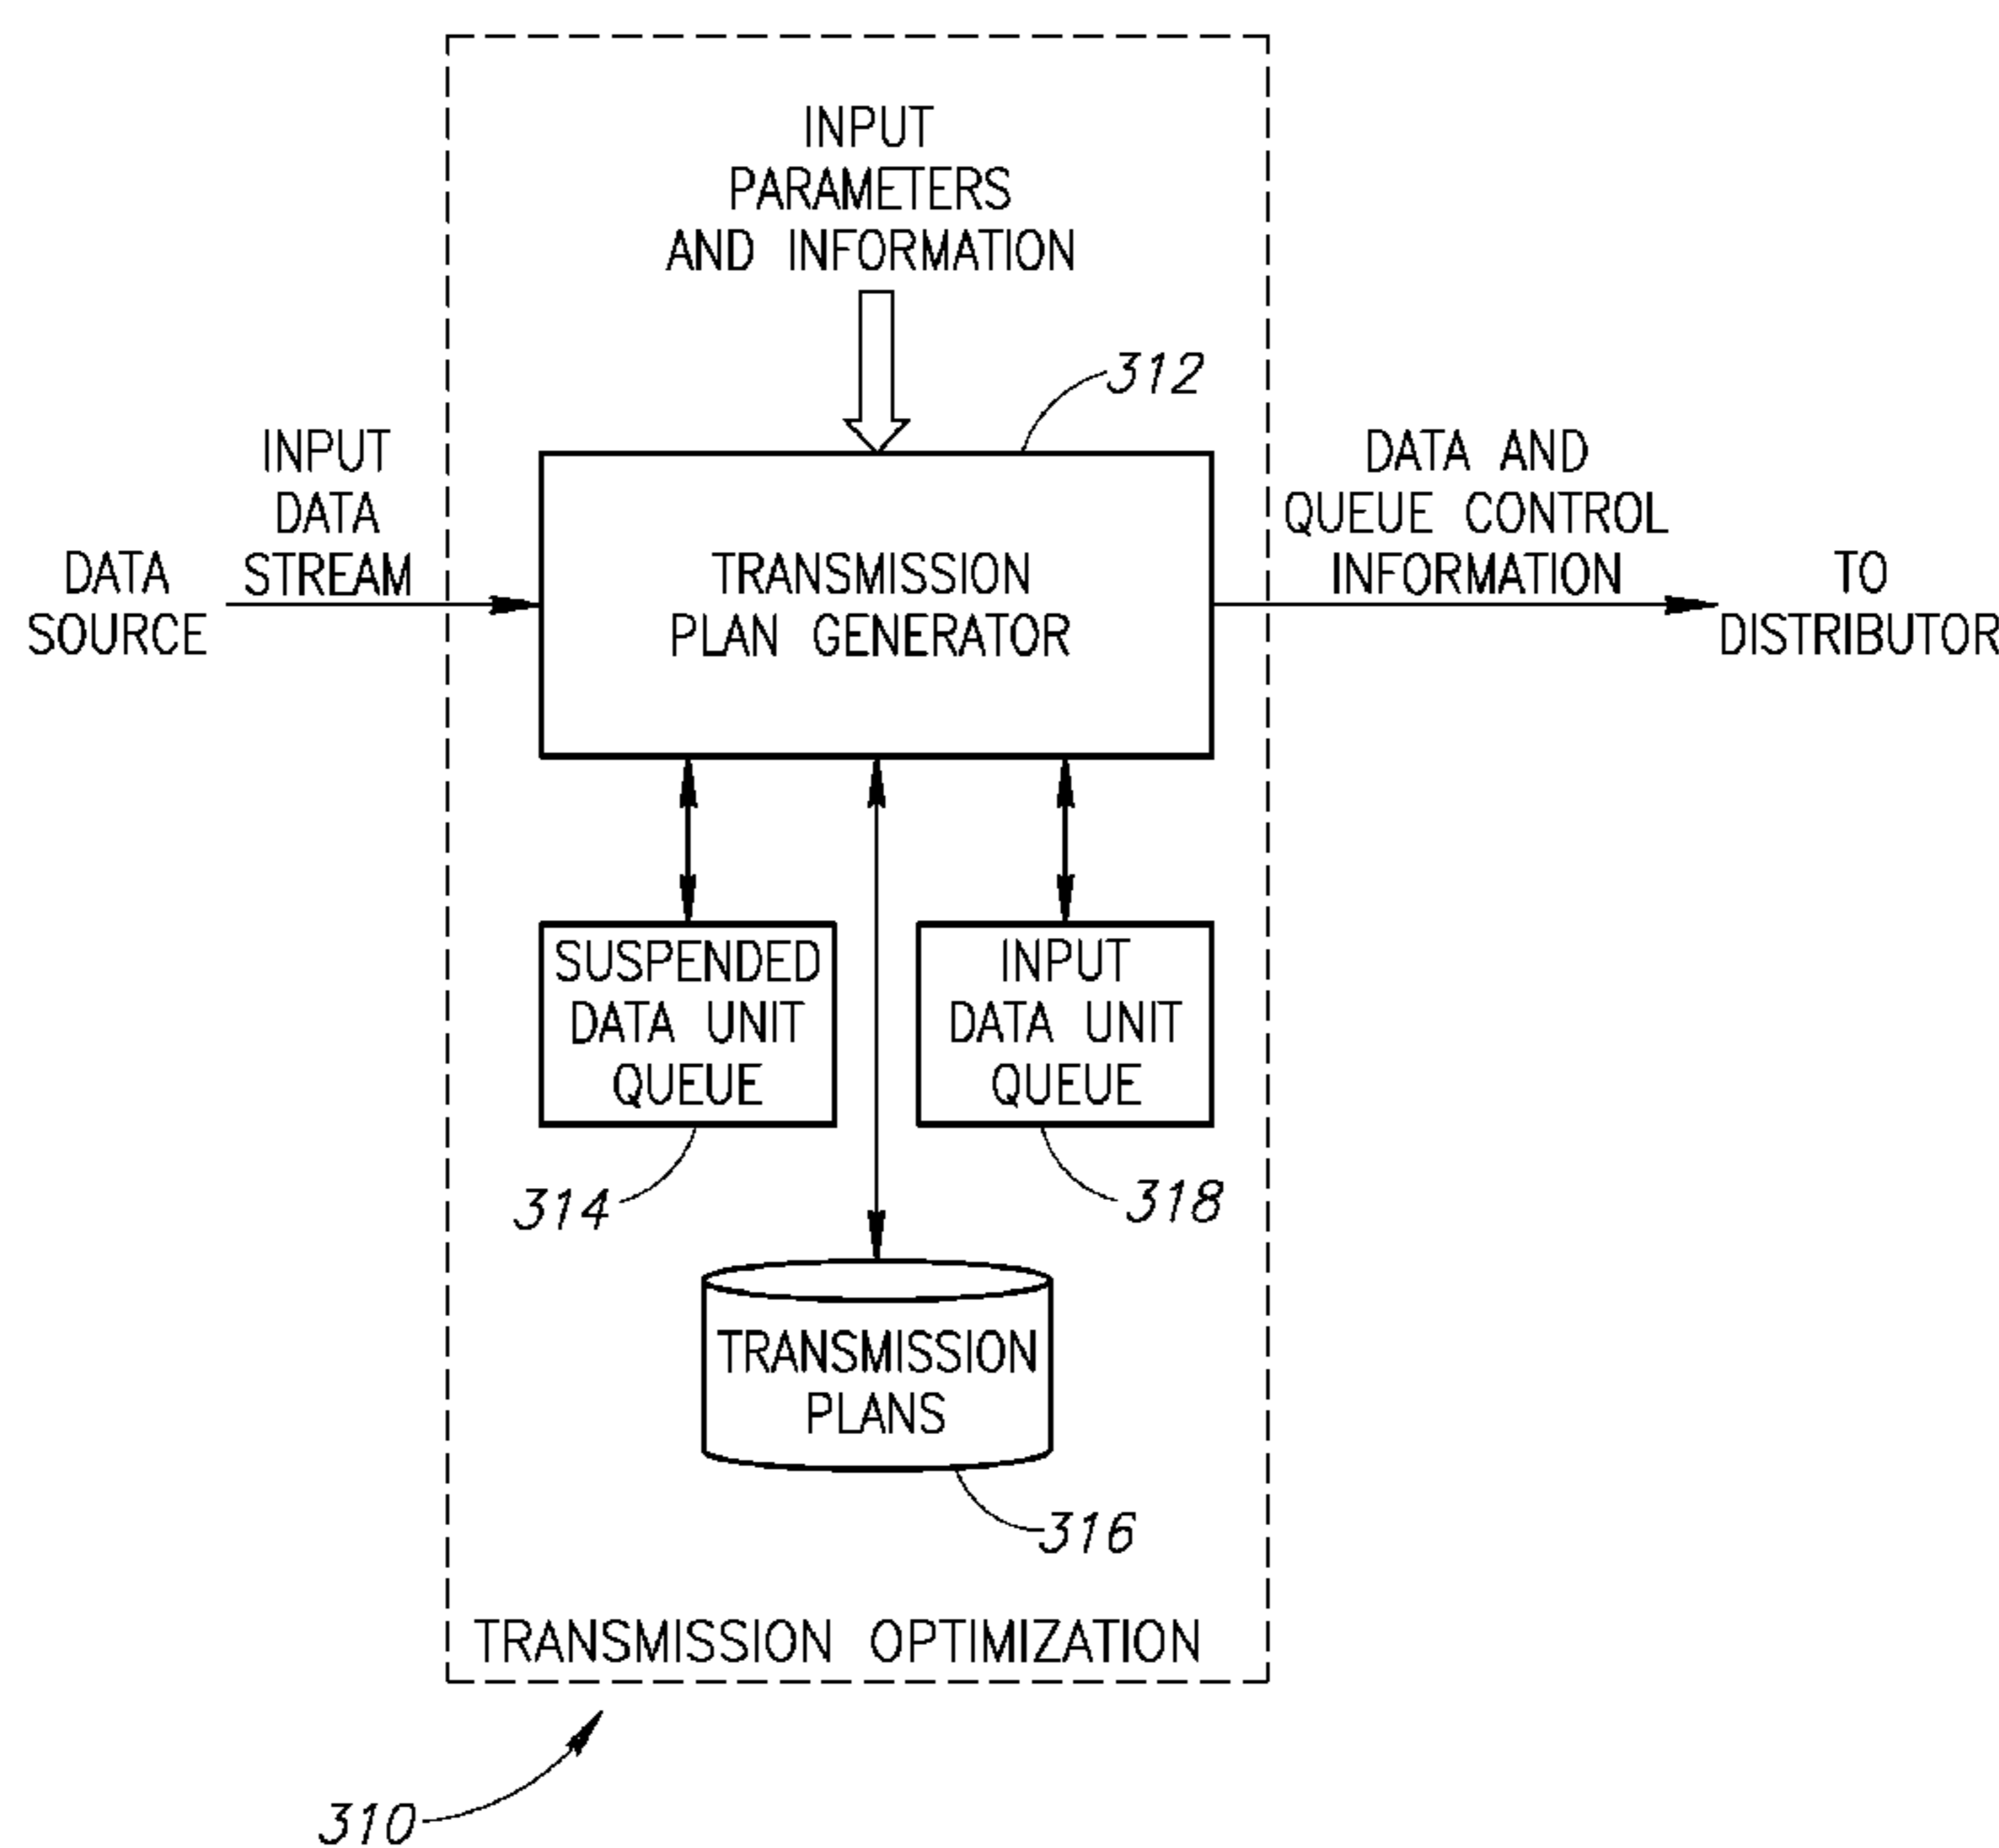 INPUT
PARAMETERS
AND INFORMATION
312
INPUT
DATA
STREAM
DATA
SOURCE
TRANSMISSION
PLAN GENERATOR
DATA AND
QUEUE CONTROL
INFORMATION
TO
DISTRIBUTOR
SUSPENDED
DATA UNIT
QUEUE
314
INPUT
DATA UNIT
QUEUE
318
TRANSMISSION
PLANS
316
TRANSMISSION OPTIMIZATION
310